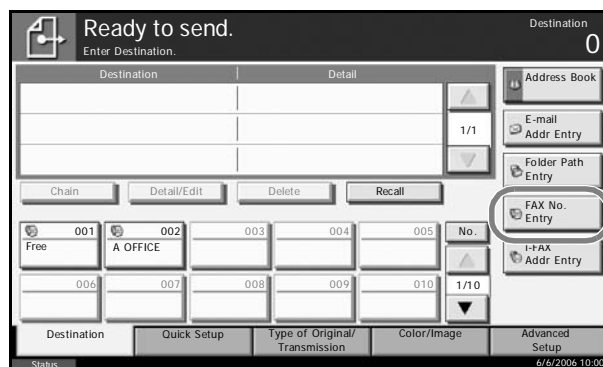 Ready to send.
Enter Destination.
Destination
0
Destination
Detail
1/1
Chain
Detail/Edit
Delete
Recall
001
Free
002
A OFFICE
003
004
005
No.
006
007
008
009
010
1/10
Address Book
E-mail
Addr Entry
Folder Path
Entry
FAX No.
Entry
i-FAX
Addr Entry
Destination
Quick Setup
Type of Original/
Transmission
Color/Image
Advanced
Setup
Status
6/6/2006 10:00